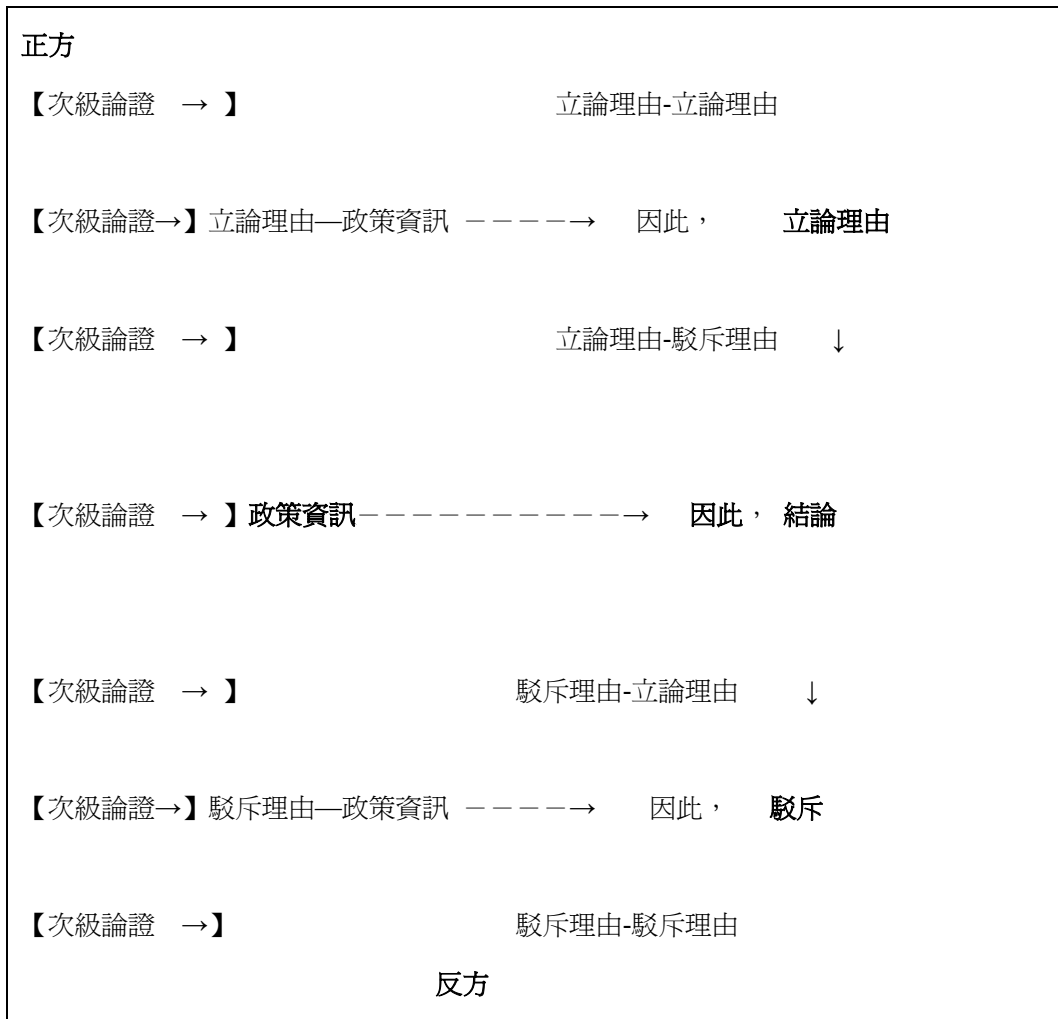 正方
【次級論證 → 】 立論理由-立論理由
【次級論證→】立論理由—政策資訊 －－－－→ 因此， 立論理由
【次級論證 → 】 立論理由-駁斥理由 ↓
【次級論證 → 】政策資訊－－－－－－－－－－→ 因此， 結論
【次級論證 → 】 駁斥理由-立論理由 ↓
【次級論證→】駁斥理由—政策資訊 －－－－→ 因此， 駁斥
【次級論證 →】 駁斥理由-駁斥理由
反方